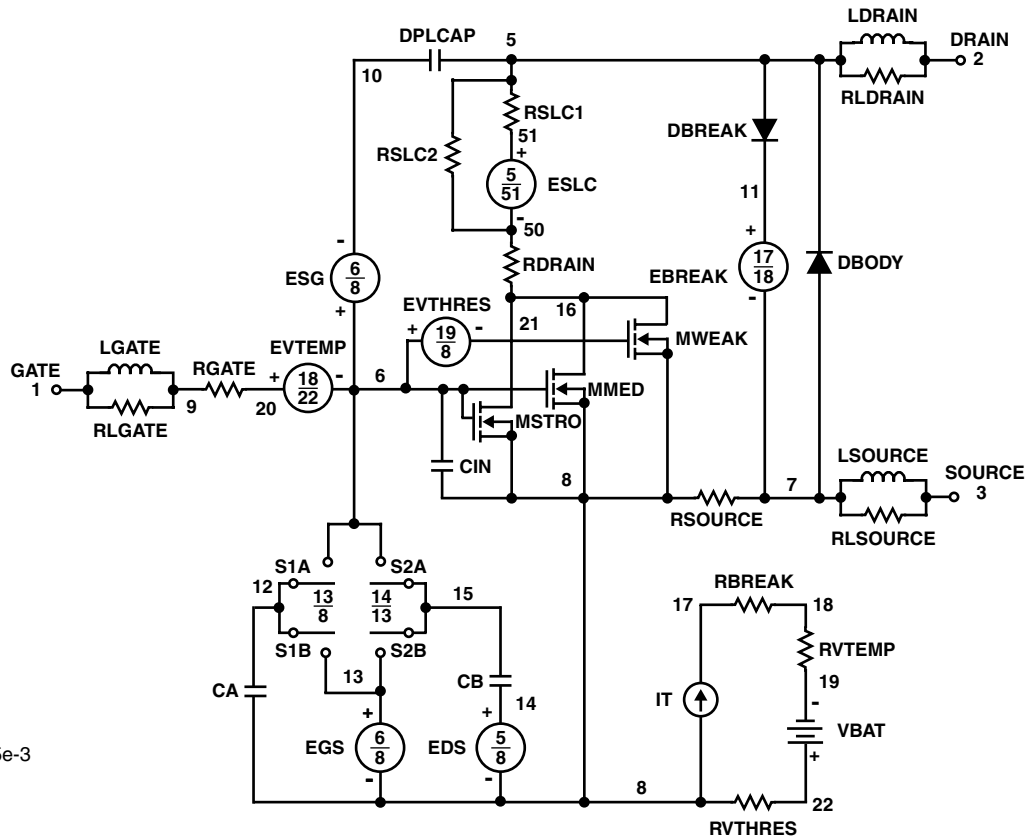 LDRAIN
DPLCAP 5 DRAIN
10 2
RSLC1 RLDRAIN
DBREAK
51
RSLC2 +
5
51
ESLC
11
- 50
- +
17
18
RDRAIN DBODY
ESG 6
8
EBREAK
EVTHRES 16 -
+ + 19
8
- 21
MWEAK
LGATE EVTEMP
GATE RGATE + 18
22
- 6
1 MMED
9 20 MSTRO
RLGATE LSOURCE
CIN 8 7 SOURCE
3
RSOURCE
RLSOURCE
S1A S2A
12 RBREAK
13
8
14
13
15 17 18
S1B S2B RVTEMP
13 CB 19
CA 14 IT -
+ + VBAT
EGS 6
8
EDS 5
8
5e-3 +
- - 8 22
RVTHRES